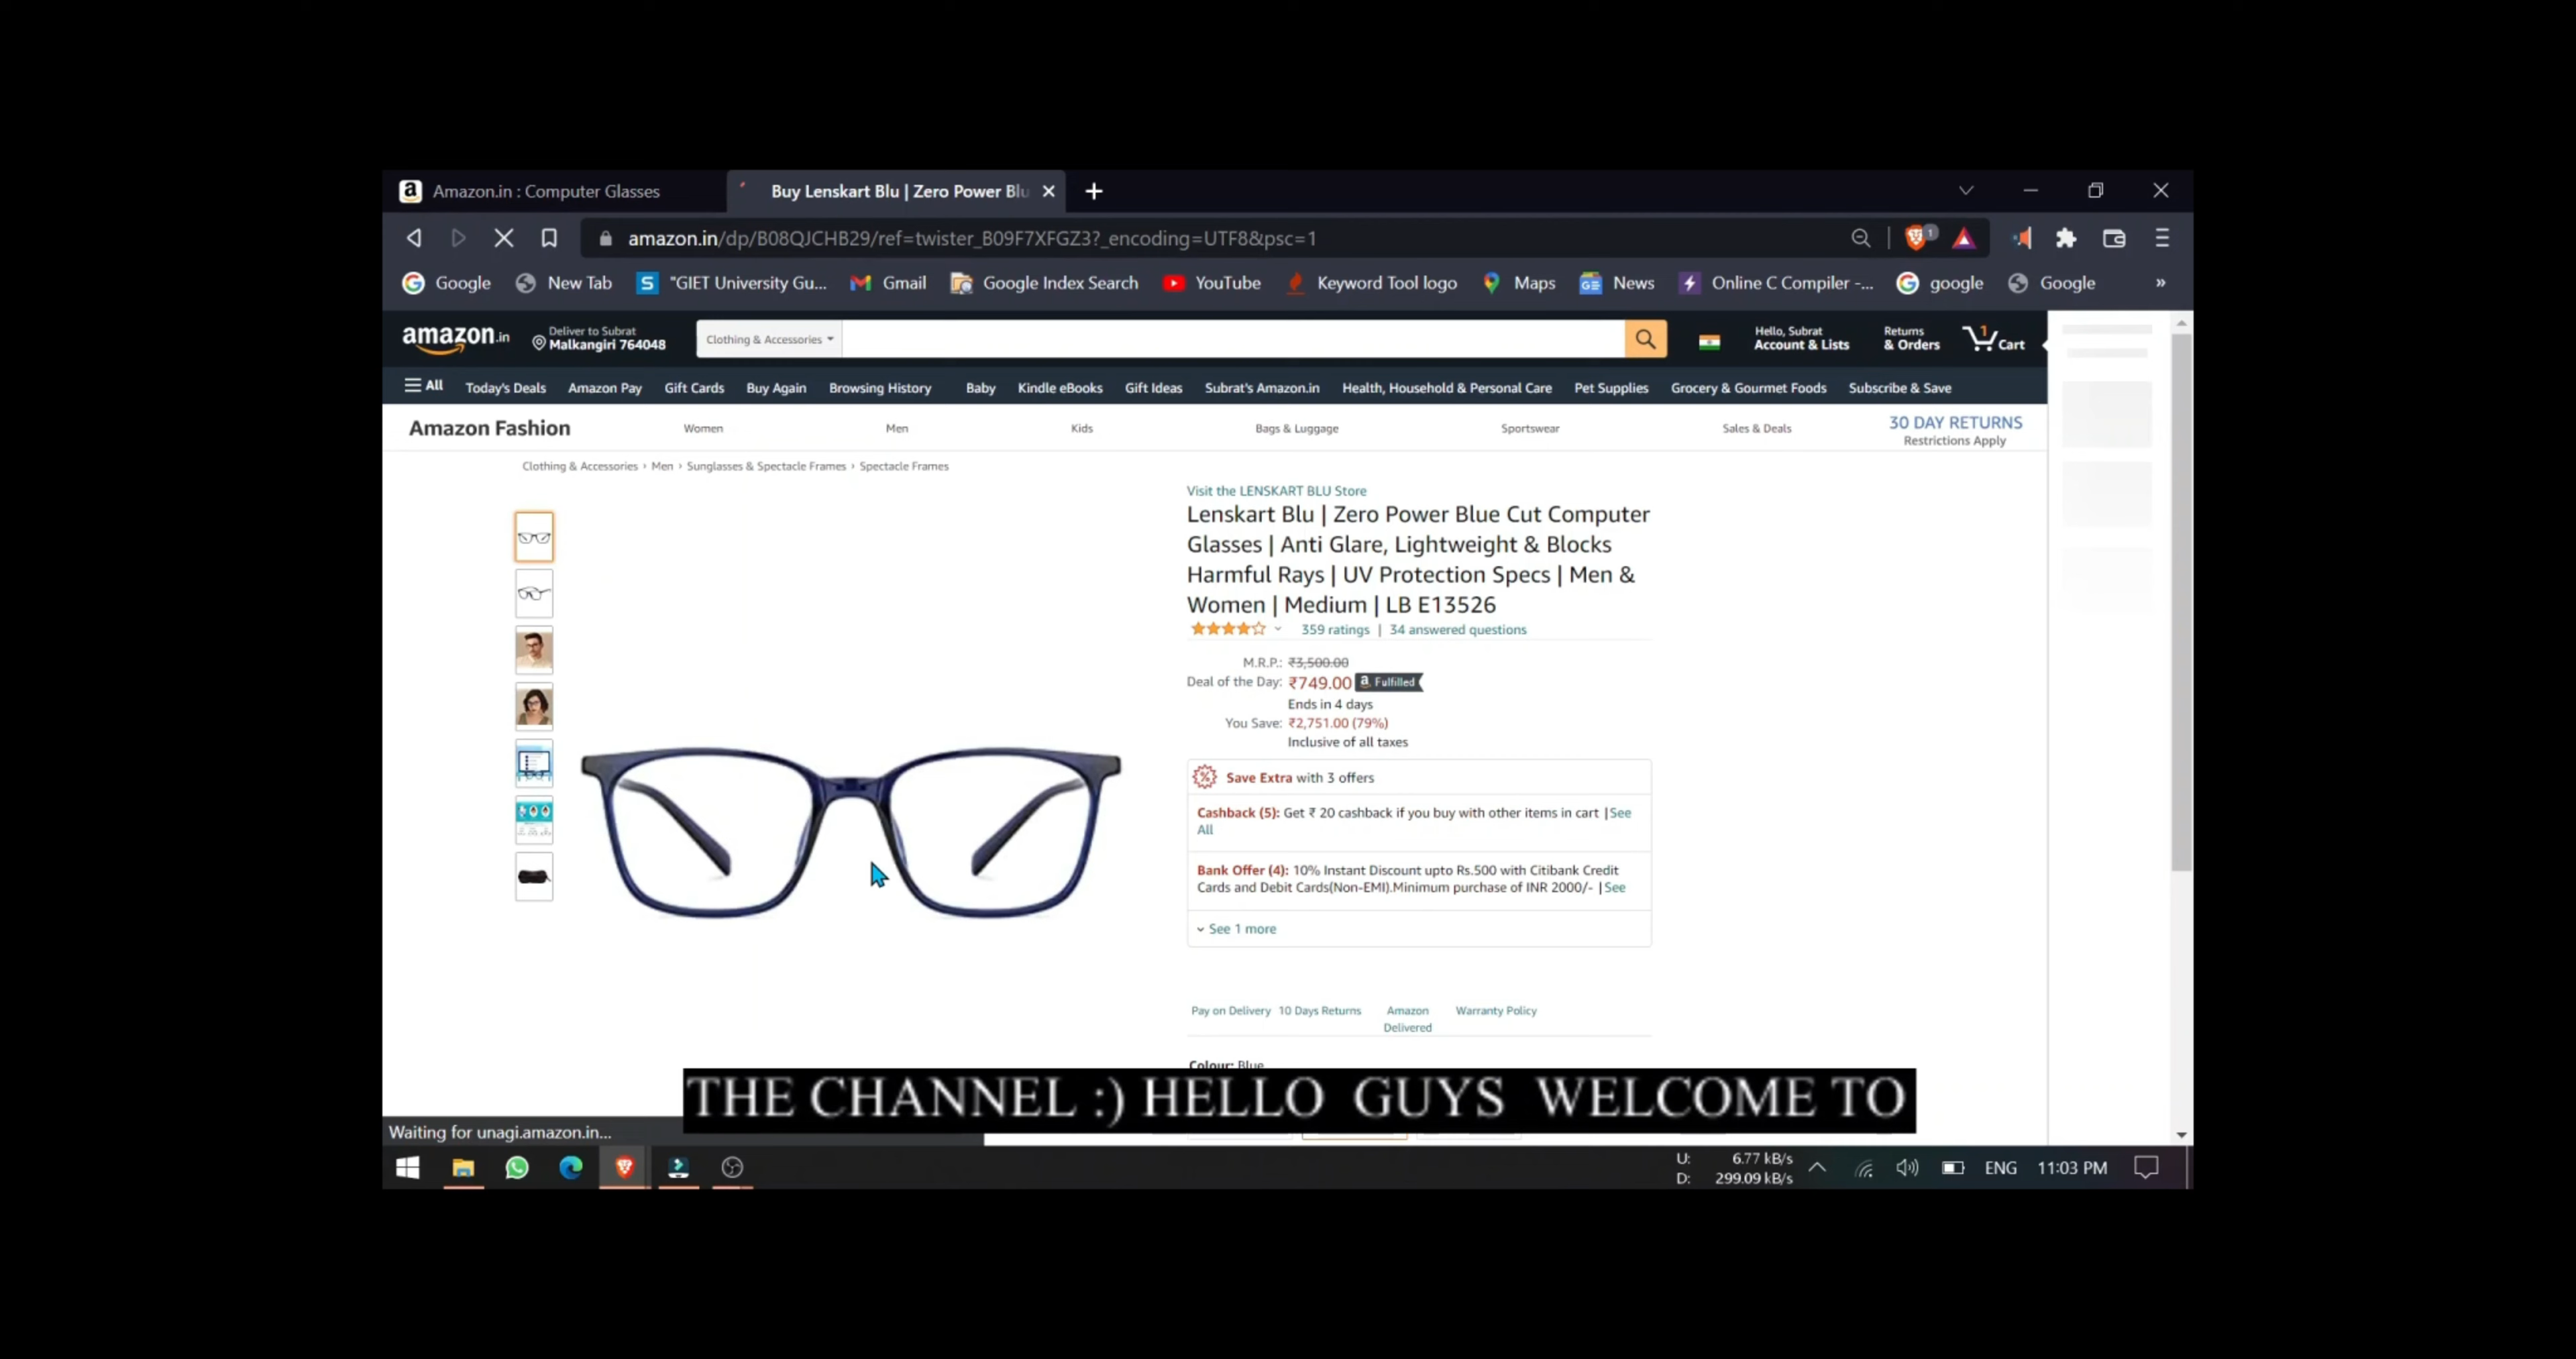 Amazon.in : Computer Glasses
Buy Lenskart Blu | Zero Power Blu
amazon.in/dp/B08QJCHB29/ref=twister_B09F7XFGZ3?_encoding=UTF8&psc=1
1
Google
New Tab
"GIET University Gu...
Gmail
Google Index Search
YouTube
Keyword Tool logo
Maps
News
Online C Compiler -...
google
Google
»
amazon.in
Deliver to Subrat
Malkangiri 764048
Clothing & Accessories
Hello, Subrat
Account & Lists
Returns
& Orders
1
Cart
All
Today's Deals
Amazon Pay
Gift Cards
Buy Again
Browsing History
Baby
Kindle eBooks
Gift Ideas
Subrat's Amazon.in
Health, Household & Personal Care
Pet Supplies
Grocery & Gourmet Foods
Subscribe & Save
Amazon Fashion
Women
Men
Kids
Bags & Luggage
Sportswear
Sales & Deals
30 DAY RETURNS
Restrictions Apply
Clothing & Accessories › Men › Sunglasses & Spectacle Frames › Spectacle Frames
Visit the LENSKART BLU Store
Lenskart Blu | Zero Power Blue Cut Computer
Glasses | Anti Glare, Lightweight & Blocks
Harmful Rays | UV Protection Specs | Men &
Women | Medium | LB E13526
359 ratings | 34 answered questions
M.R.P.: ₹3,500.00
Deal of the Day: ₹749.00 a Fulfilled
Ends in 4 days
You Save: ₹2,751.00 (79%)
Inclusive of all taxes
Save Extra with 3 offers
Cashback (5): Get ₹ 20 cashback if you buy with other items in cart |See
All
Bank Offer (4): 10% Instant Discount upto Rs.500 with Citibank Credit
Cards and Debit Cards(Non-EMI).Minimum purchase of INR 2000/- |See
See 1 more
Pay on Delivery
10 Days Returns
Amazon
Delivered
Warranty Policy
Colour: Blue
THE CHANNEL :) HELLO GUYS WELCOME TO
Waiting for unagi.amazon.in...
U: 6.77 kB/s
D: 299.09 kB/s
ENG
11:03 PM